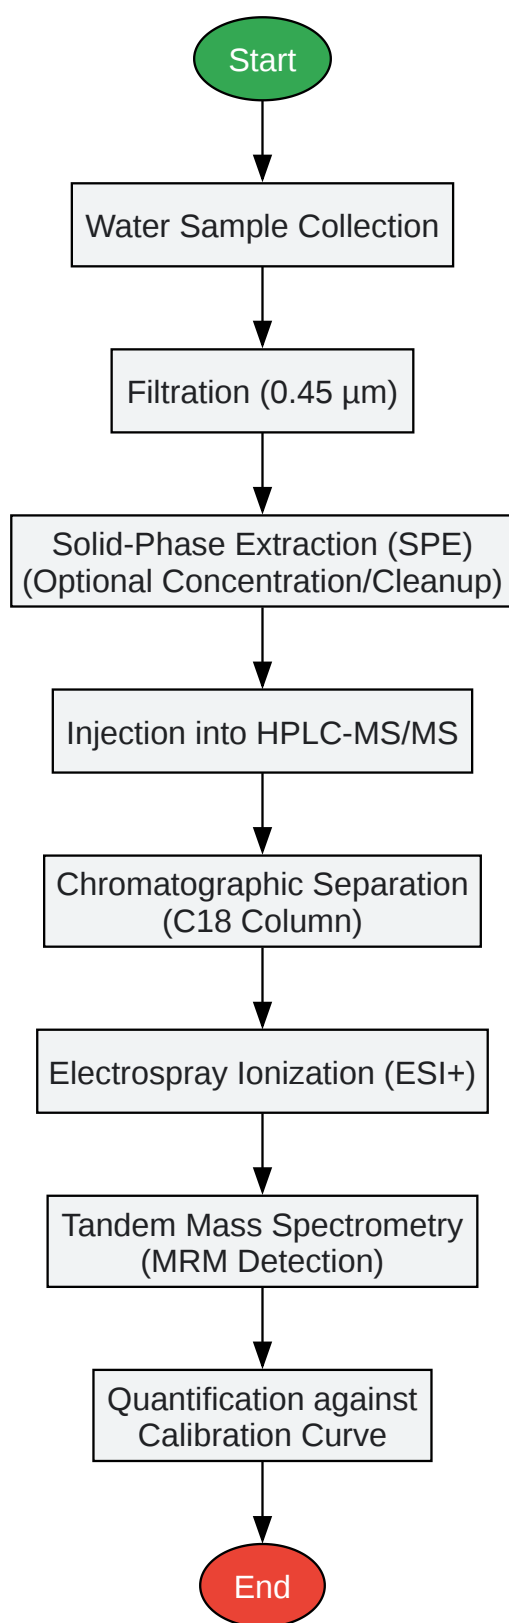 Start
Water Sample Collection
Filtration (0.45 µm)
Solid-Phase Extraction (SPE)
(Optional Concentration/Cleanup)
Injection into HPLC-MS/MS
Chromatographic Separation
(C18 Column)
Electrospray Ionization (ESI+)
Tandem Mass Spectrometry
(MRM Detection)
Quantification against
Calibration Curve
End